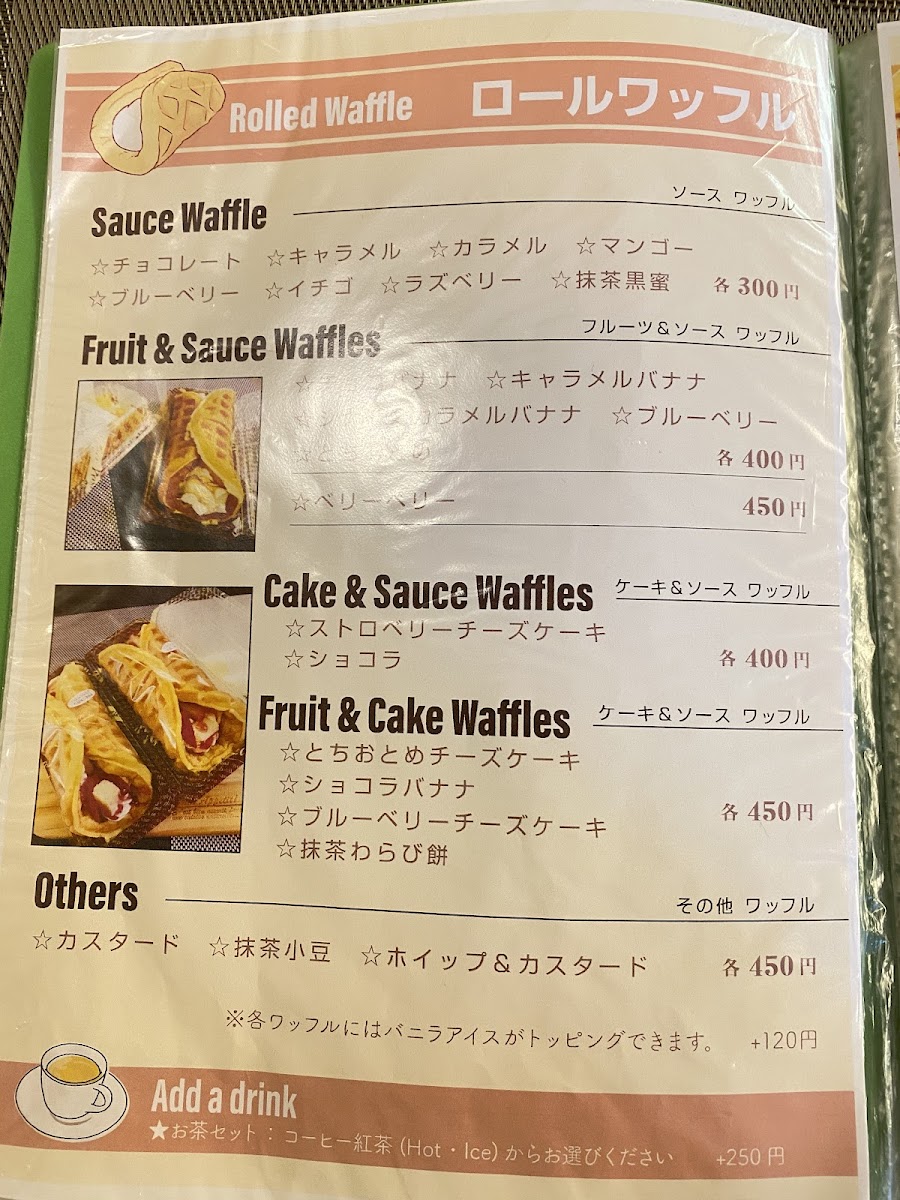 Rolled Waffle ロールワッフル
Sauce Waffle ソース ワッフル
☆チョコレート ☆キャラメル ☆カラメル ☆マンゴー
☆ブルーベリー ☆イチゴ ☆ラズベリー ☆抹茶黒蜜 各 300円
Fruit & Sauce Waffles フルーツ&ソース ワッフル
バナナ ☆キャラメルバナナ
カラメルバナナ ☆ブルーベリー
各 400円
☆ベリーベリー 450円
Cake & Sauce Waffles ケーキ&ソース ワッフル
☆ストロベリーチーズケーキ
☆ショコラ 各 400円
Fruit & Cake Waffles ケーキ&ソース ワッフル
☆とちおとめチーズケーキ
☆ショコラバナナ
☆ブルーベリーチーズケーキ 各 450円
☆抹茶わらび餅
Others その他 ワッフル
☆カスタード ☆抹茶小豆 ☆ホイップ&カスタード 各 450円
※各ワッフルにはバニラアイスがトッピングできます。 +120円
Add a drink
★お茶セット：コーヒー紅茶 (Hot・Ice) からお選びください +250円